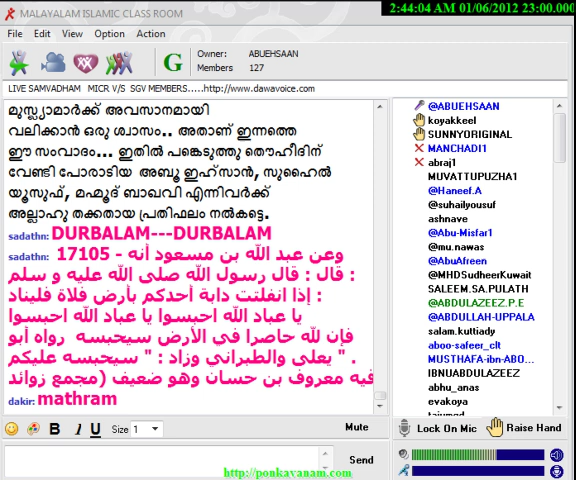 MALAYALAM ISLAMIC CLASS ROOM
2:44:04 AM 01/06/2012 23:00.000
File Edit View Option Action
G
Owner: ABUEHSAAN
Members 127
LIVE SAMVADHAM MICR V/S SGV MEMBERS.....http://www.dawavoice.com
മുസ്ല്യാമാർക്ക് അവസാനമായി
വലിക്കാൻ ഒരു ശ്വാസം.. അതാണ് ഇന്നത്തെ
ഈ സംവാദം... ഇതിൽ പങ്കെടുത്തു തൌഹീദിന്
വേണ്ടി പോരാടിയ അബൂ ഇഹ്സാൻ, സുഹൈൽ
യൂസുഫ്, മഹ്മൂദ് ബാഖവി എന്നിവർക്ക്
അല്ലാഹു തക്കതായ പ്രതിഫലം നൽകട്ടെ.
sadathn: DURBALAM---DURBALAM
sadathn: 17105 - وعن عبد الله بن مسعود أنه
قال : قال رسول الله صلى الله عليه و سلم :
إذا انفلتت دابة أحدكم بأرض فلاة فليناد :
يا عباد الله احبسوا يا عباد الله احبسوا
فإن لله حاصرا في الأرض سيحبسه رواه أبو
يعلى والطبراني وزاد : " سيحبسه عليكم " .
فيه معروف بن حسان وهو ضعيف (مجمع زوائد
dakir: mathram
@ABUEHSAAN
koyakkeel
SUNNYORIGINAL
MANCHADI1
abraj1
MUVATTUPUZHA1
@Haneef.A
@suhailyousuf
ashnave
@Abu-Misfar1
@mu.nawas
@AbuAfreen
@MHDSudheerKuwait
SALEEM.SA.PULATH
@ABDULAZEEZ.P.E
@ABDULLAH-UPPALA
salam.kuttiady
aboo-safeer_clt
MUSTHAFA-ibn-ABO...
IBNUABDULAZEEZ
abhu_anas
evakoya
B I U Size 1 Mute
Lock On Mic Raise Hand
Send
http://ponkavanam.com